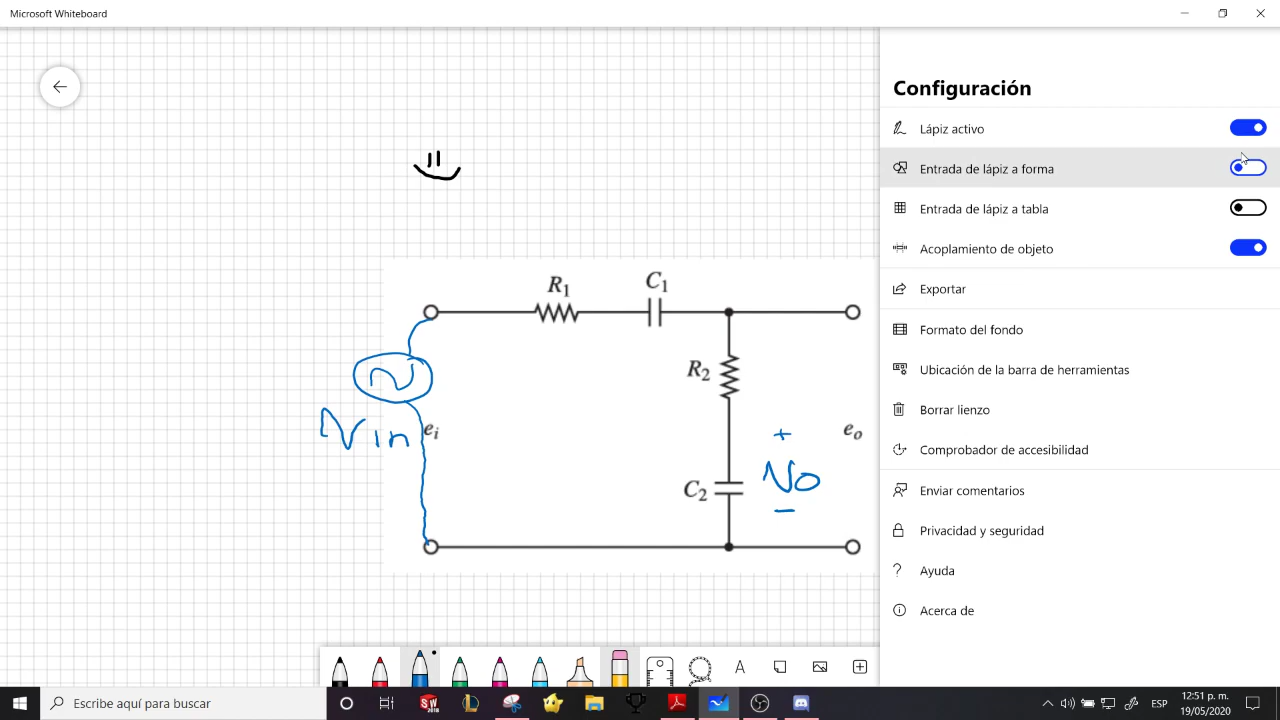 Microsoft Whiteboard
Configuración
Lápiz activo
Entrada de lápiz a forma
Entrada de lápiz a tabla
Acoplamiento de objeto
Exportar
Formato del fondo
Ubicación de la barra de herramientas
Borrar lienzo
Comprobador de accesibilidad
Enviar comentarios
Privacidad y seguridad
Ayuda
Acerca de
R₁
C₁
R₂
Vin
eᵢ
+
Vo
−
eₒ
C₂
A
Escribe aquí para buscar
SW
2018
ESP
12:51 p. m.
19/05/2020